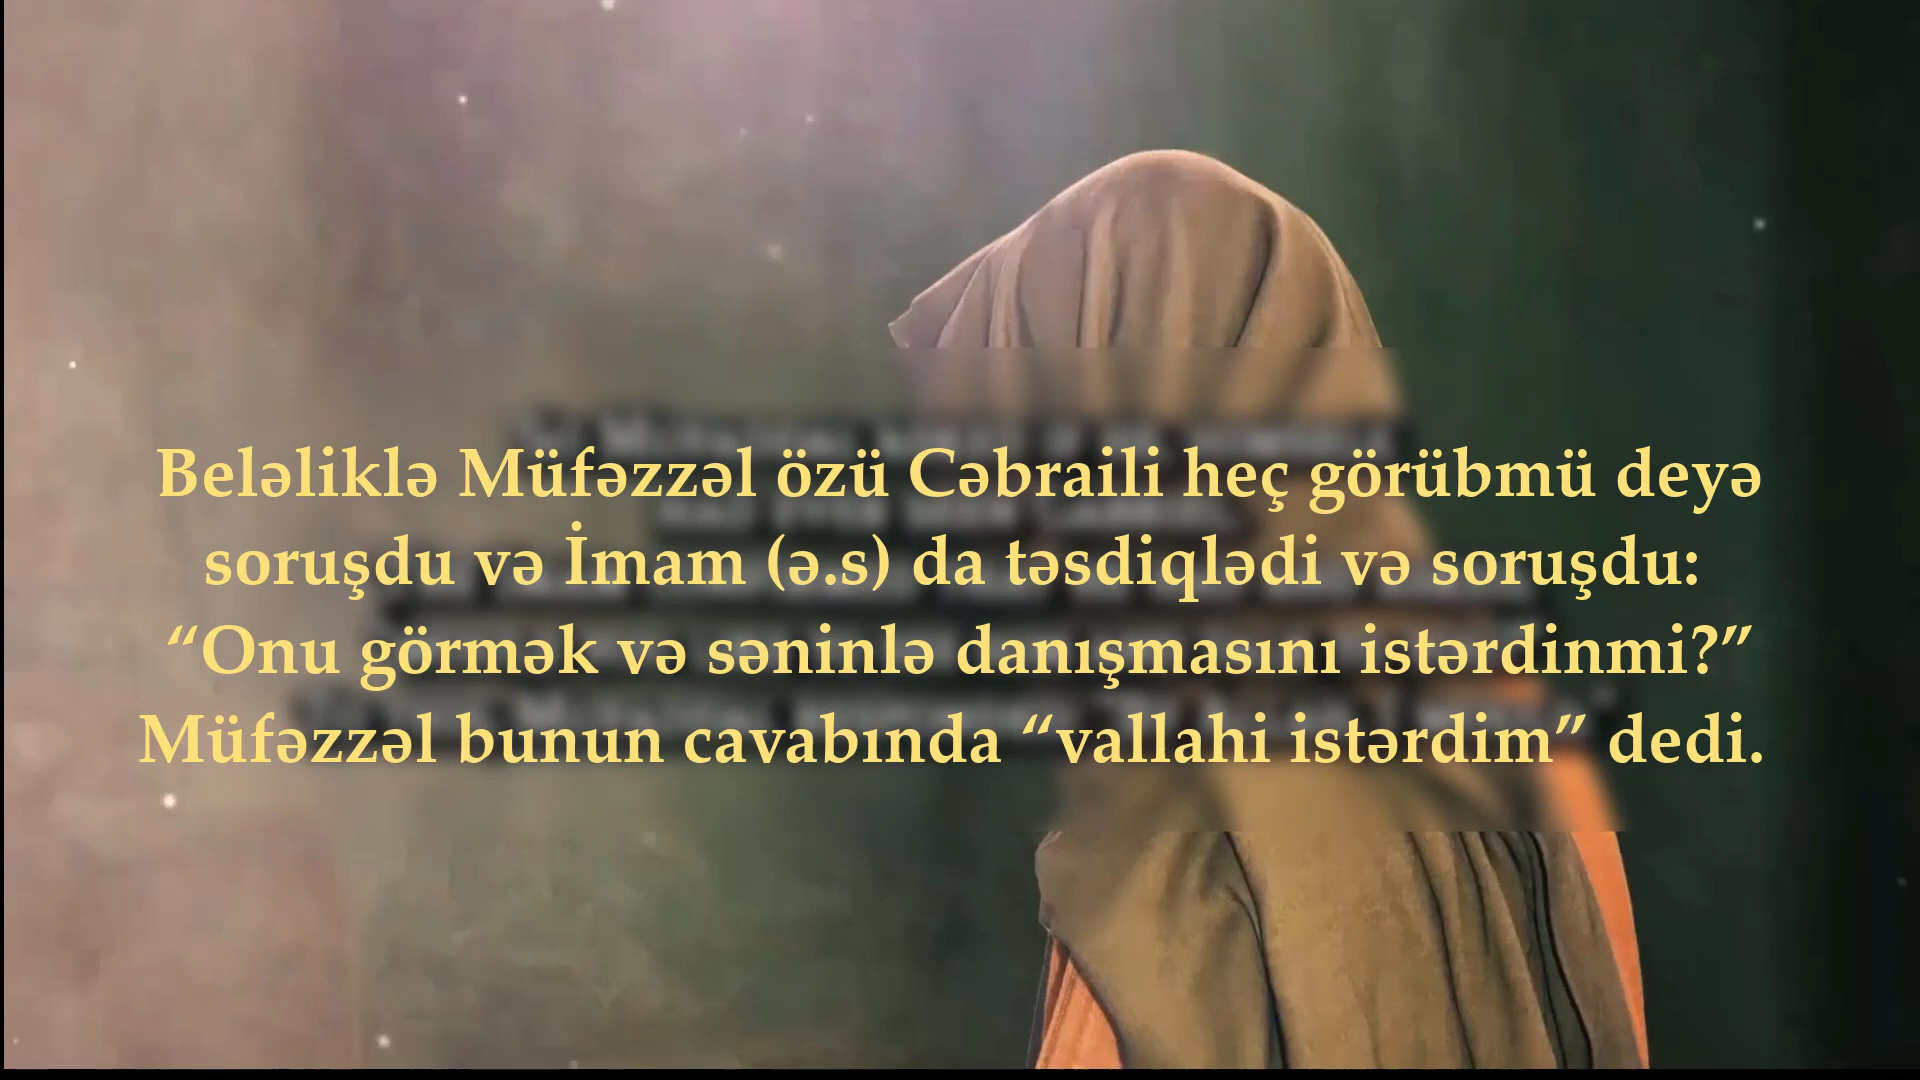 Beləliklə Müfəzzəl özü Cəbraili heç görübmü deyə
soruşdu və İmam (ə.s) da təsdiqlədi və soruşdu:
“Onu görmək və səninlə danışmasını istərdinmi?”
Müfəzzəl bunun cavabında “vallahi istərdim” dedi.